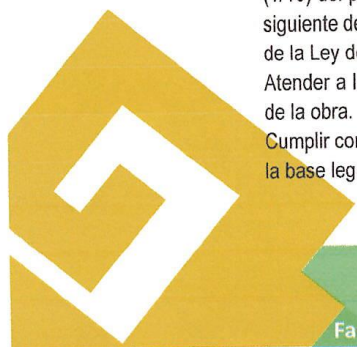 siguiente de
de la Ley d
Atender a l
de la obra.
Cumplir co
la base leg
Fa